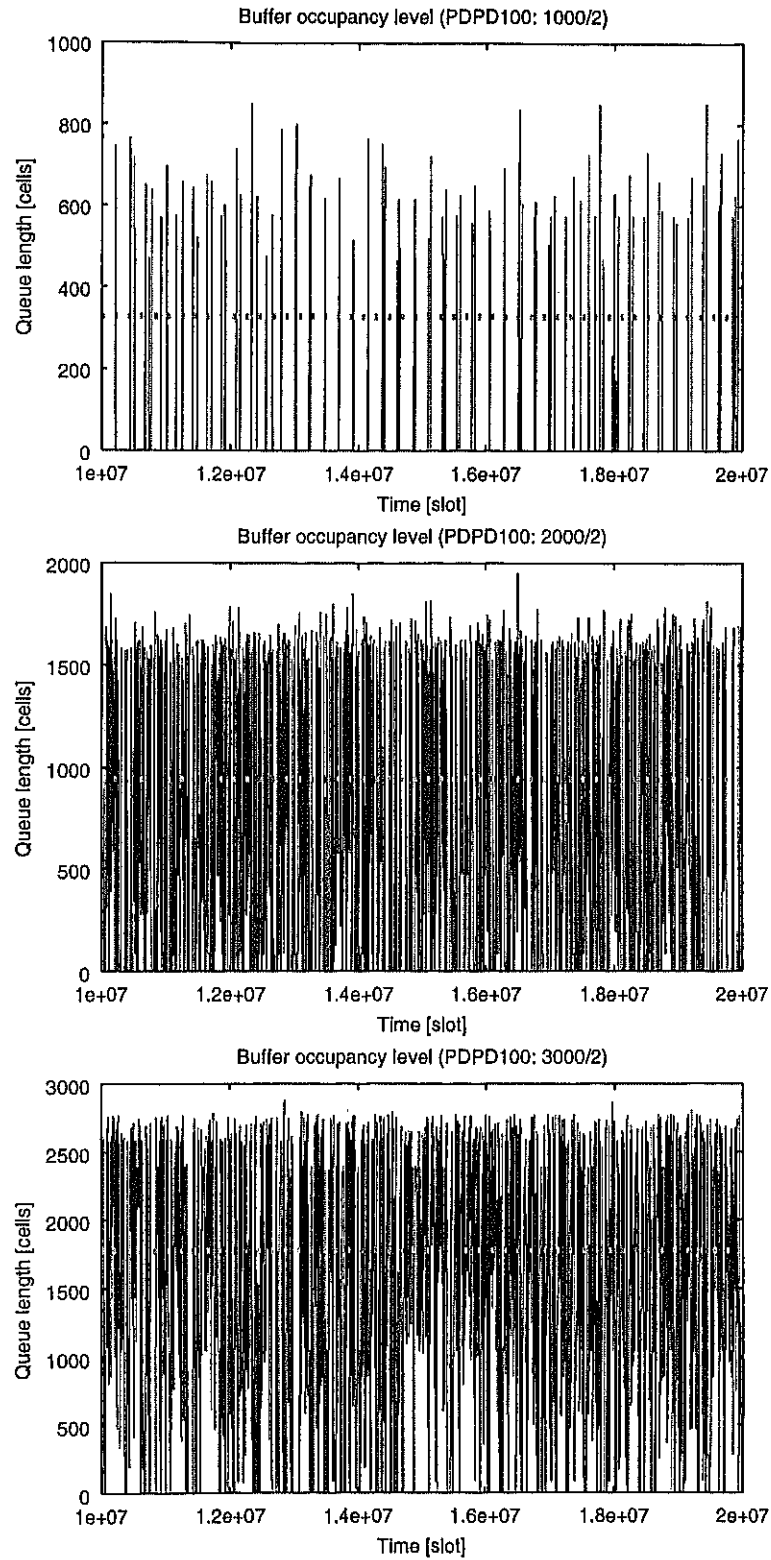 Buffer occupancy level (PDPD100: 1000/2)
1000
800
600
400
200
0
Queue length [cells]
1e+07 1.2e+07 1.4e+07 1.6e+07 1.8e+07 2e+07
Time [slot]
Buffer occupancy level (PDPD100: 2000/2)
2000
1500
1000
500
0
Queue length [cells]
1e+07 1.2e+07 1.4e+07 1.6e+07 1.8e+07 2e+07
Time [slot]
Buffer occupancy level (PDPD100: 3000/2)
3000
2500
2000
1500
1000
500
0
Queue length [cells]
1e+07 1.2e+07 1.4e+07 1.6e+07 1.8e+07 2e+07
Time [slot]